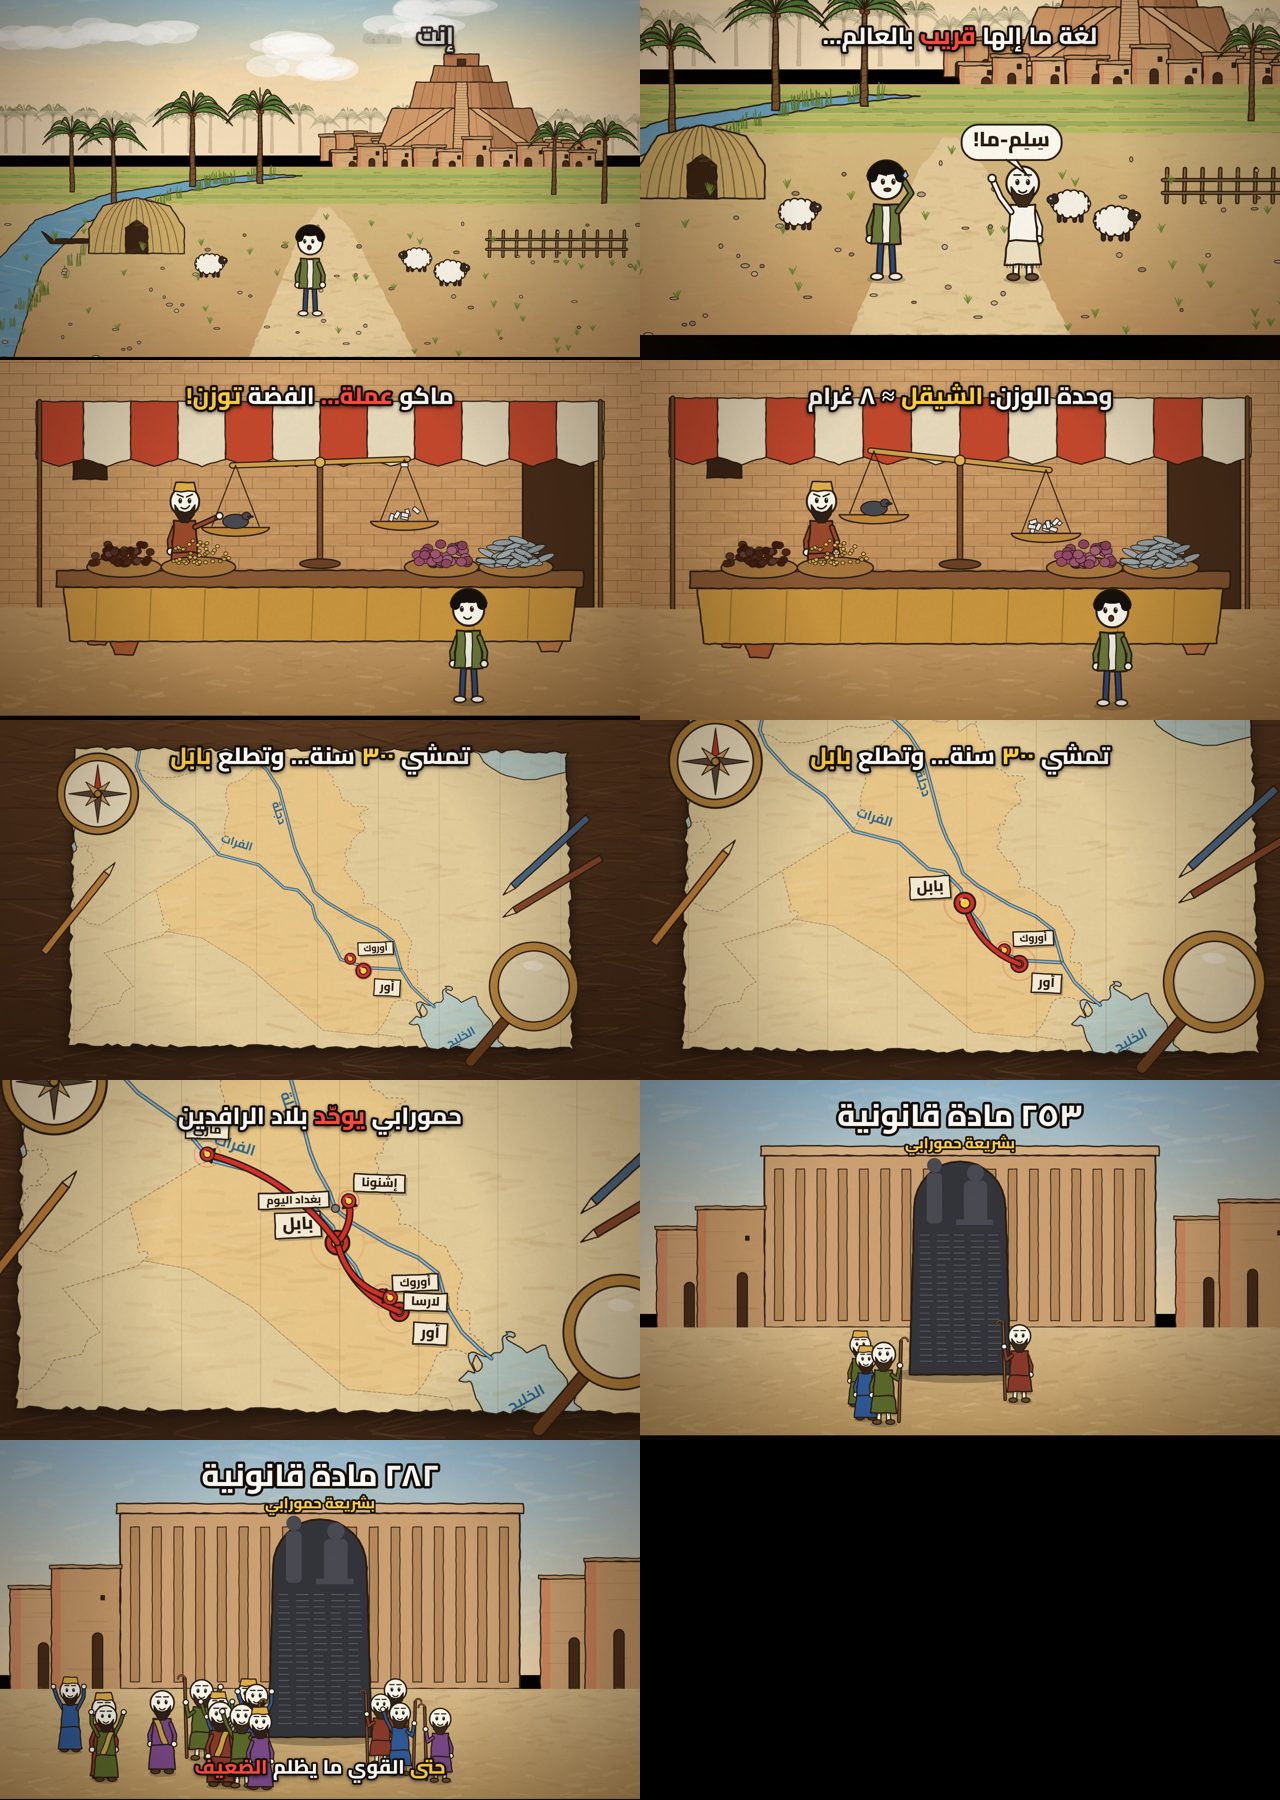 إنت
لغة ما إلها قريب بالعالم...
سِلِم-ما!
ماكو عملة... الفضة توزن!
وحدة الوزن: الشيقل ≈ ٨ غرام
تمشي ٣٠٠ سنة... وتطلع بابل
دجلة
الفرات
أوروك
أور
الخليج
تمشي ٣٠٠ سنة... وتطلع بابل
دجلة
الفرات
بابل
أوروك
أور
الخليج
حمورابي يوحّد بلاد الرافدين
الفرات
إشنونا
بغداد اليوم
بابل
أوروك
لارسا
أور
الخليج
٢٥٣ مادة قانونية
بشريعة حمورابي
٢٨٢ مادة قانونية
بشريعة حمورابي
حتى القوي ما يظلم الضعيف